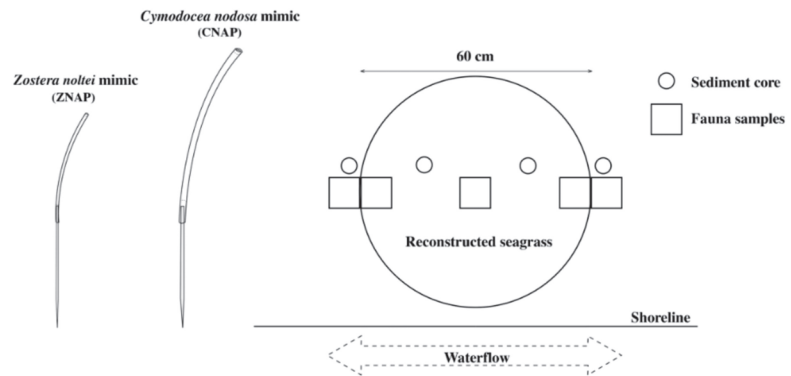 Cymodocea nodosa mimic
(CNAP)
Zostera noltei mimic
(ZNAP)
60 cm
Sediment core
Fauna samples
Reconstructed seagrass
Shoreline
Waterflow